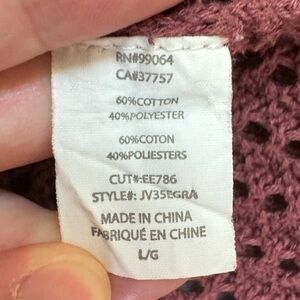 RN#99064
CA#37757
60%COTTON
40%POLYESTER
60%COTON
40%POLIESTERS
CUT#:EE786
STYLE#: JV35EGRA
MADE IN CHINA
FABRIQUÉ EN CHINE
L/G